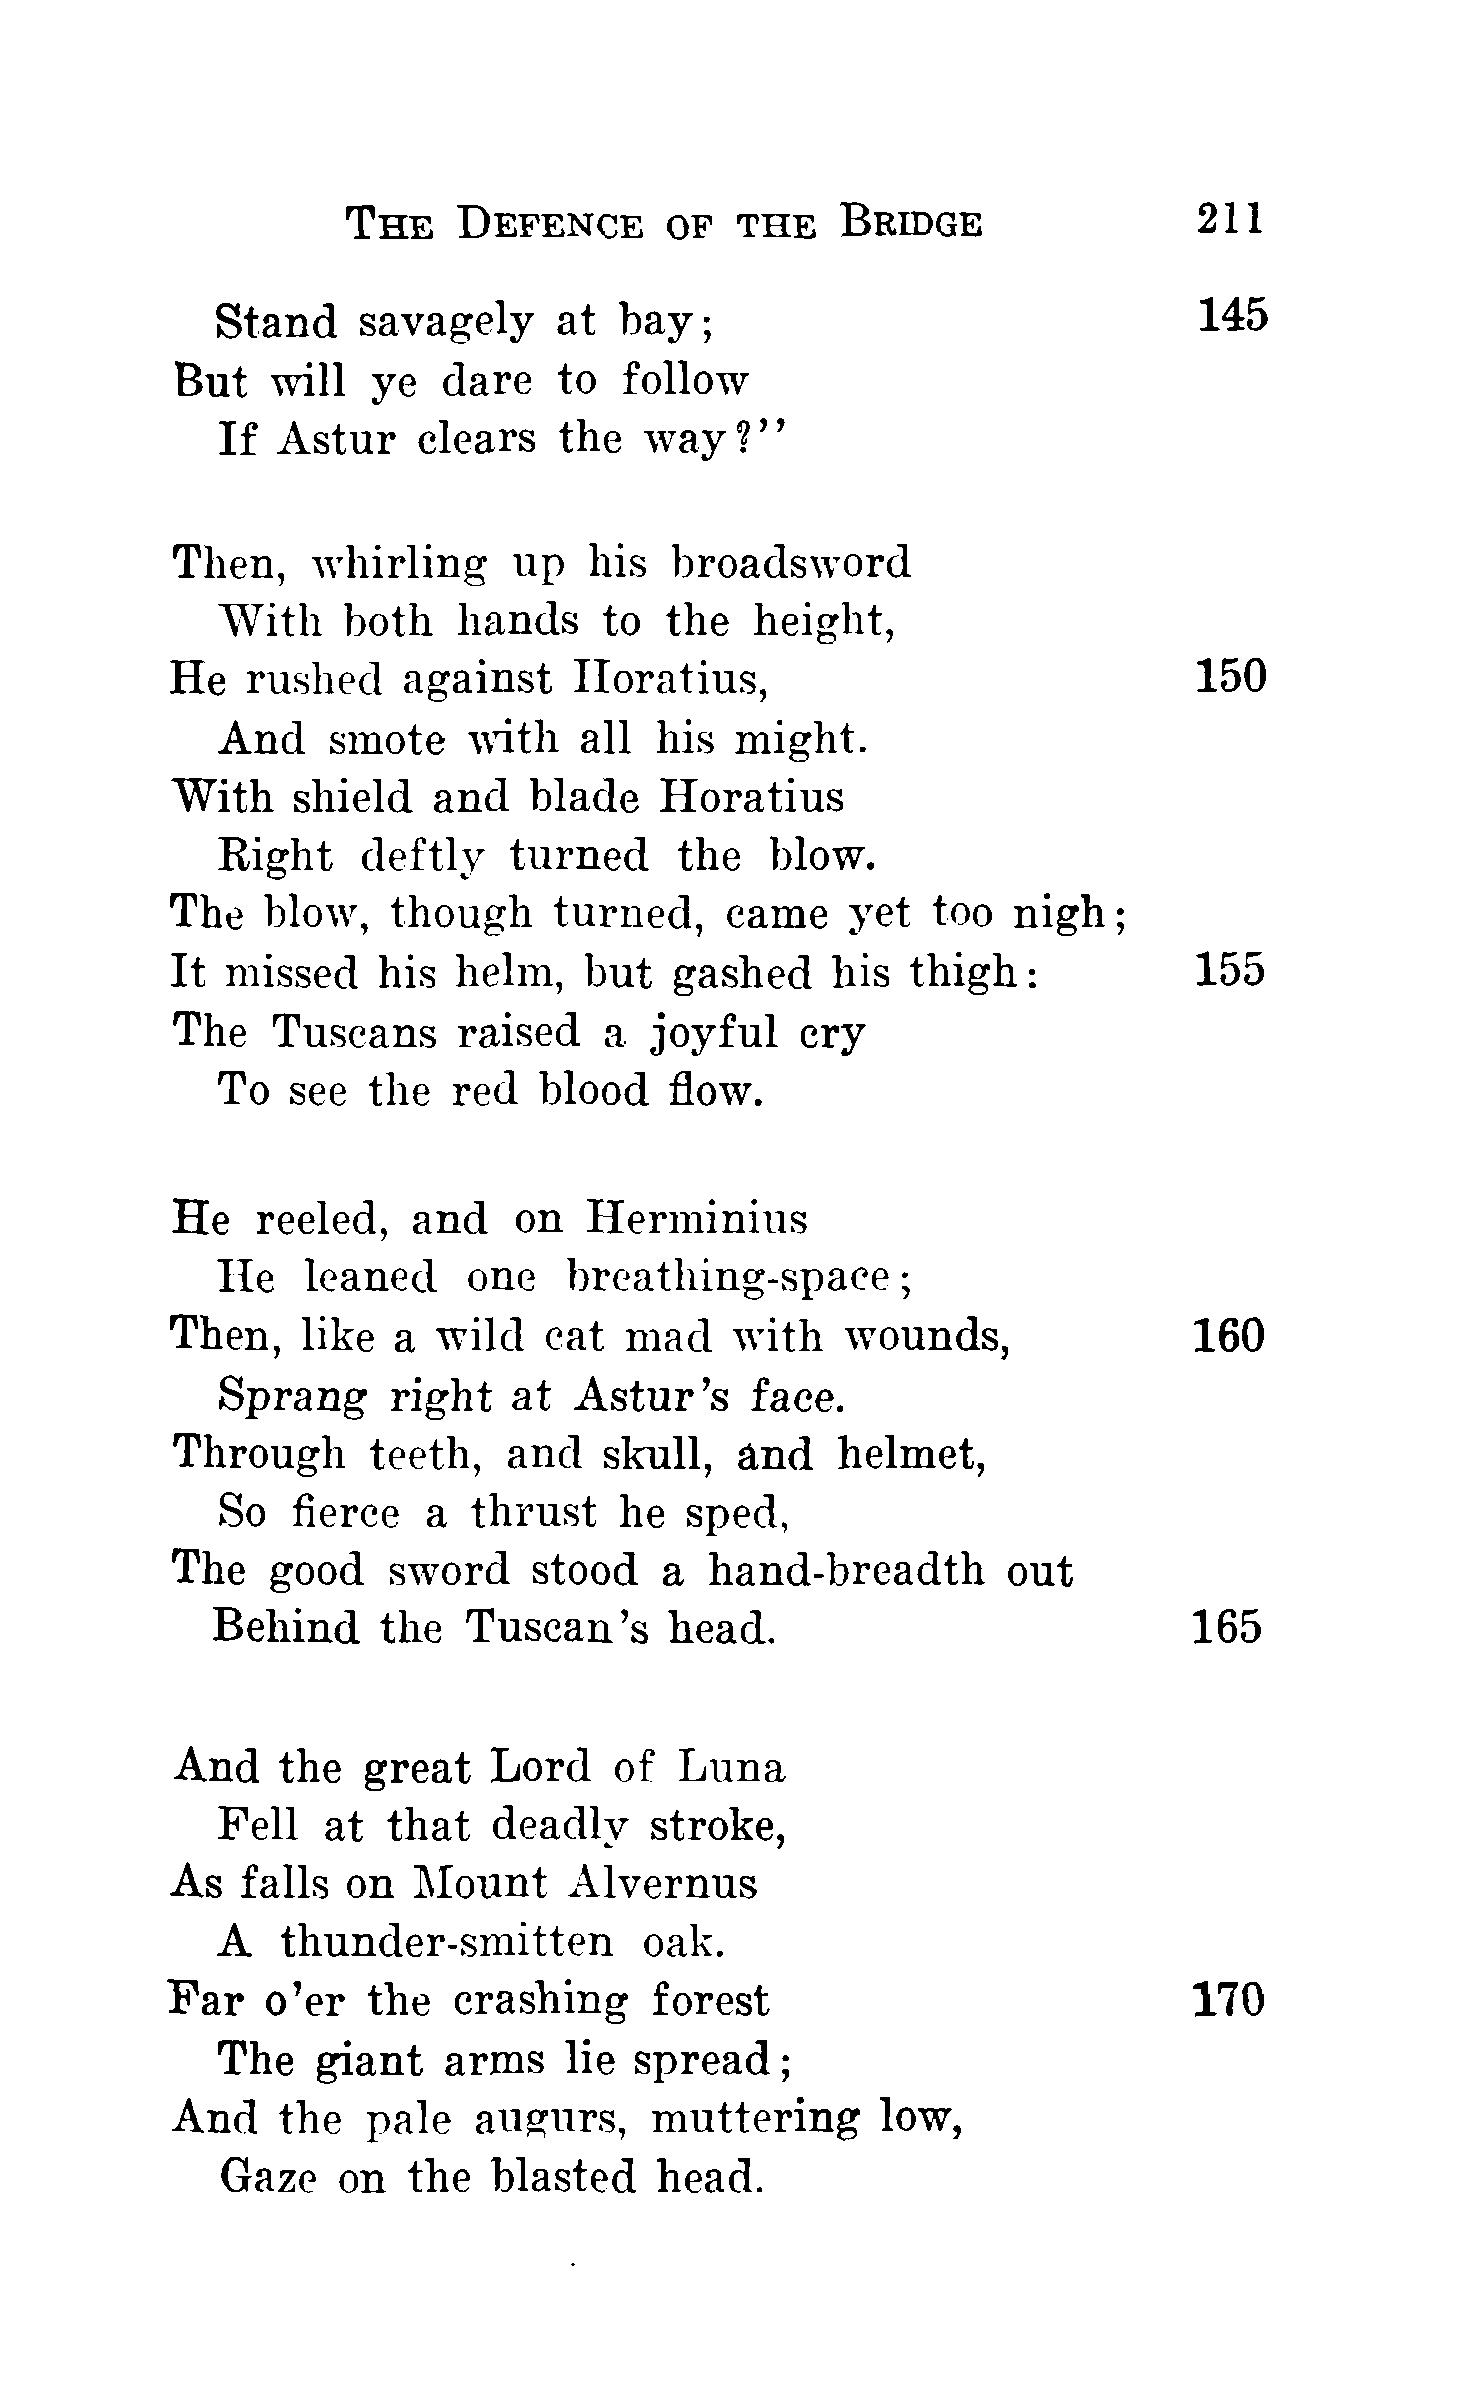 The Defence of the Bridge 211
Stand savagely at bay; 145
But will ye dare to follow
If Astur clears the way?''
Then, whirling up his broadsword
With both hands to the height,
He rushed against Horatius, 150
And smote with all his might.
With shield and blade Horatius
Right deftly turned the blow.
The blow, though turned, came yet too nigh;
It missed his helm, but gashed his thigh: 155
The Tuscans raised a joyful cry
To see the red blood flow.
He reeled, and on Herminius
He leaned one breathing-space;
Then, like a wild cat mad with wounds, 160
Sprang right at Astur's face.
Through teeth, and skull, and helmet,
So fierce a thrust he sped,
The good sword stood a hand-breadth out
Behind the Tuscan's head. 165
And the great Lord of Luna
Fell at that deadly stroke,
As falls on Mount Alvernus
A thunder-smitten oak.
Far o'er the crashing forest 170
The giant arms lie spread;
And the pale augurs, muttering low,
Gaze on the blasted head.